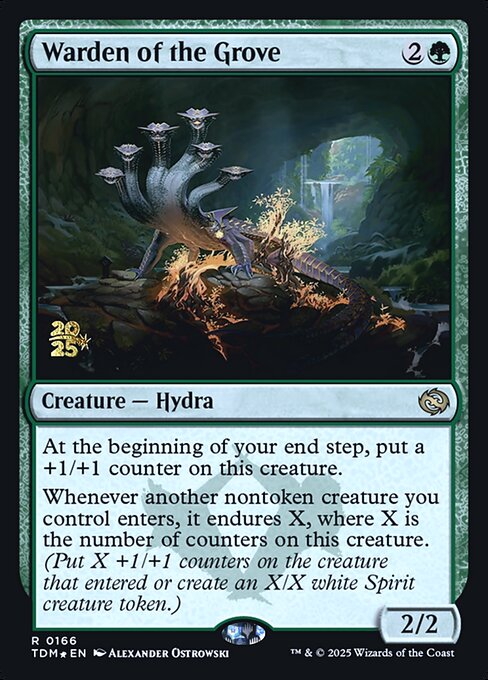 Warden of the Grove 2
20
25
Creature — Hydra
At the beginning of your end step, put a
+1/+1 counter on this creature.
Whenever another nontoken creature you
control enters, it endures X, where X is
the number of counters on this creature.
(Put X +1/+1 counters on the creature
that entered or create an X/X white Spirit
creature token.)
2/2
R 0166
TDM★EN Alexander Ostrowski ™ & © 2025 Wizards of the Coast